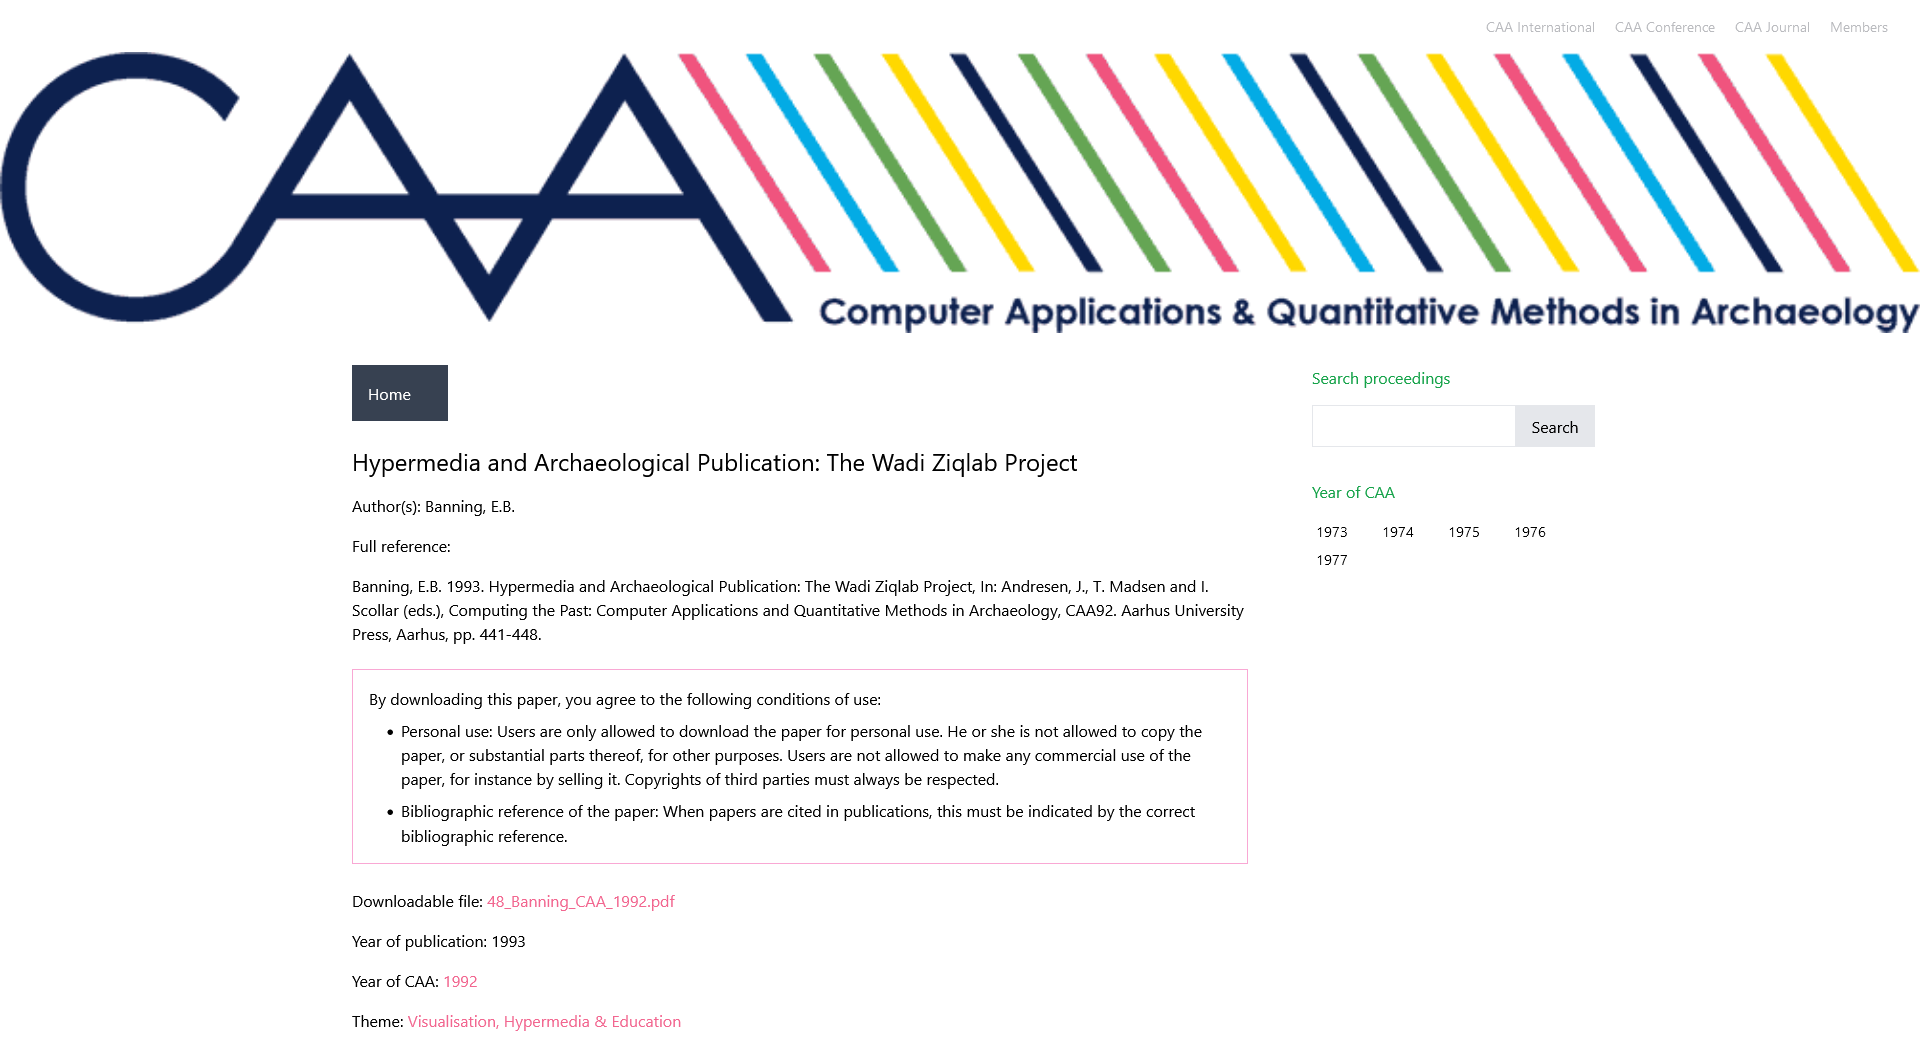 CAA International CAA Conference CAA Journal Members
CAA
Computer Applications & Quantitative Methods in Archaeology
Home
Hypermedia and Archaeological Publication: The Wadi Ziqlab Project
Author(s): Banning, E.B.
Full reference:
Banning, E.B. 1993. Hypermedia and Archaeological Publication: The Wadi Ziqlab Project, In: Andresen, J., T. Madsen and I.
Scollar (eds.), Computing the Past: Computer Applications and Quantitative Methods in Archaeology, CAA92. Aarhus University
Press, Aarhus, pp. 441-448.
By downloading this paper, you agree to the following conditions of use:
• Personal use: Users are only allowed to download the paper for personal use. He or she is not allowed to copy the
paper, or substantial parts thereof, for other purposes. Users are not allowed to make any commercial use of the
paper, for instance by selling it. Copyrights of third parties must always be respected.
• Bibliographic reference of the paper: When papers are cited in publications, this must be indicated by the correct
bibliographic reference.
Downloadable file: 48_Banning_CAA_1992.pdf
Year of publication: 1993
Year of CAA: 1992
Theme: Visualisation, Hypermedia & Education
Search proceedings
Search
Year of CAA
1973 1974 1975 1976
1977